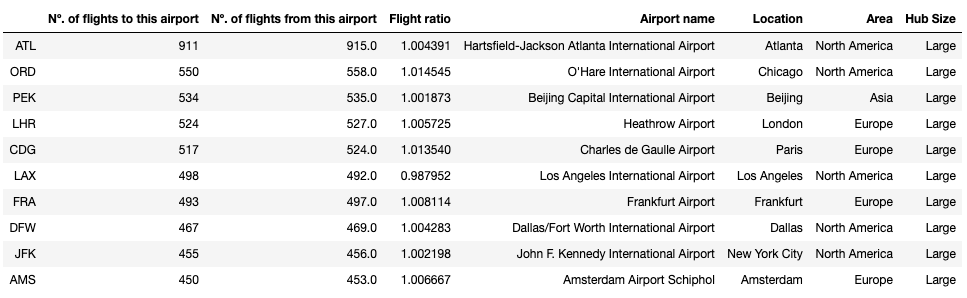 N°. of flights to this airport N°. of flights from this airport Flight ratio Airport name Location Area Hub Size
ATL 911 915.0 1.004391 Hartsfield-Jackson Atlanta International Airport Atlanta North America Large
ORD 550 558.0 1.014545 O'Hare International Airport Chicago North America Large
PEK 534 535.0 1.001873 Beijing Capital International Airport Beijing Asia Large
LHR 524 527.0 1.005725 Heathrow Airport London Europe Large
CDG 517 524.0 1.013540 Charles de Gaulle Airport Paris Europe Large
LAX 498 492.0 0.987952 Los Angeles International Airport Los Angeles North America Large
FRA 493 497.0 1.008114 Frankfurt Airport Frankfurt Europe Large
DFW 467 469.0 1.004283 Dallas/Fort Worth International Airport Dallas North America Large
JFK 455 456.0 1.002198 John F. Kennedy International Airport New York City North America Large
AMS 450 453.0 1.006667 Amsterdam Airport Schiphol Amsterdam Europe Large